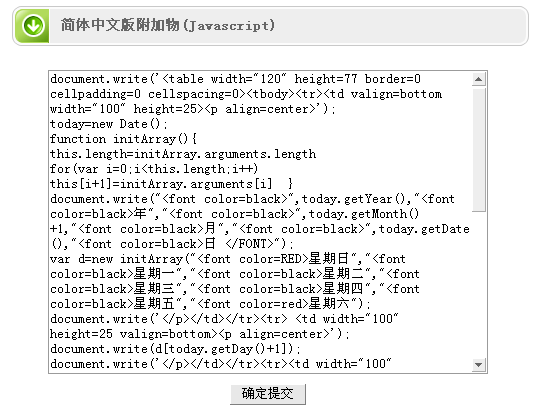 简体中文版附加物(Javascript)
document.write('<table width="120" height=77 border=0
cellpadding=0 cellspacing=0><tbody><tr><td valign=bottom
width="100" height=25><p align=center>');
today=new Date();
function initArray(){
this.length=initArray.arguments.length
for(var i=0;i<this.length;i++)
this[i+1]=initArray.arguments[i]  }
document.write("<font color=black>",today.getYear(),"<font
color=black>年","<font color=black>",today.getMonth()
+1,"<font color=black>月","<font color=black>",today.getDate
(),"<font color=black>日 </FONT>");
var d=new initArray("<font color=RED>星期日","<font
color=black>星期一","<font color=black>星期二","<font
color=black>星期三","<font color=black>星期四","<font
color=black>星期五","<font color=red>星期六");
document.write('</p></td></tr><tr> <td width="100"
height=25 valign=bottom><p align=center>');
document.write(d[today.getDay()+1]);
document.write('</p></td></tr><tr><td width="100"
确定提交